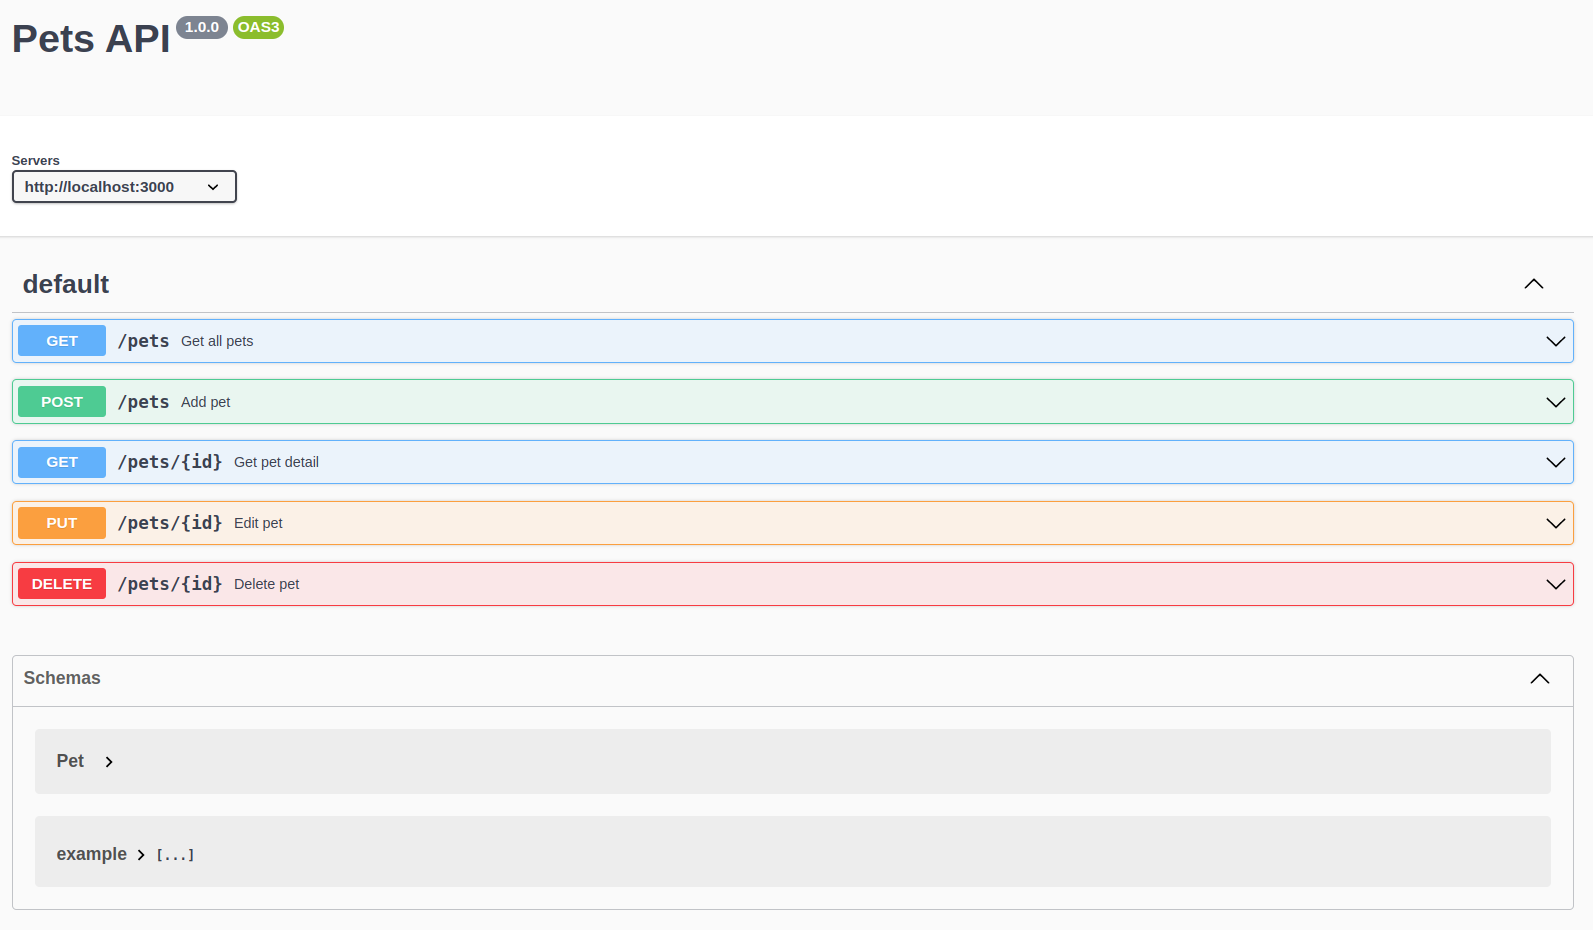 Pets API 1.0.0 OAS3
Servers
http://localhost:3000
default
GET /pets Get all pets
POST /pets Add pet
GET /pets/{id} Get pet detail
PUT /pets/{id} Edit pet
DELETE /pets/{id} Delete pet
Schemas
Pet
example [...]